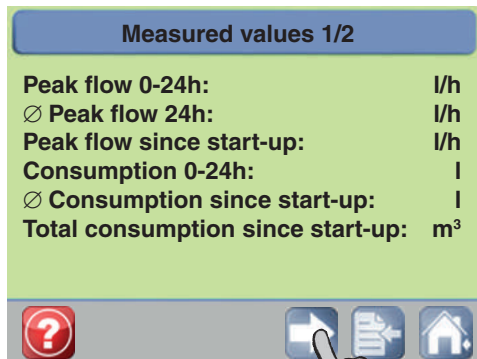 Measured values 1/2
Peak flow 0-24h: l/h
∅ Peak flow 24h: l/h
Peak flow since start-up: l/h
Consumption 0-24h: l
∅ Consumption since start-up: l
Total consumption since start-up: m³
?